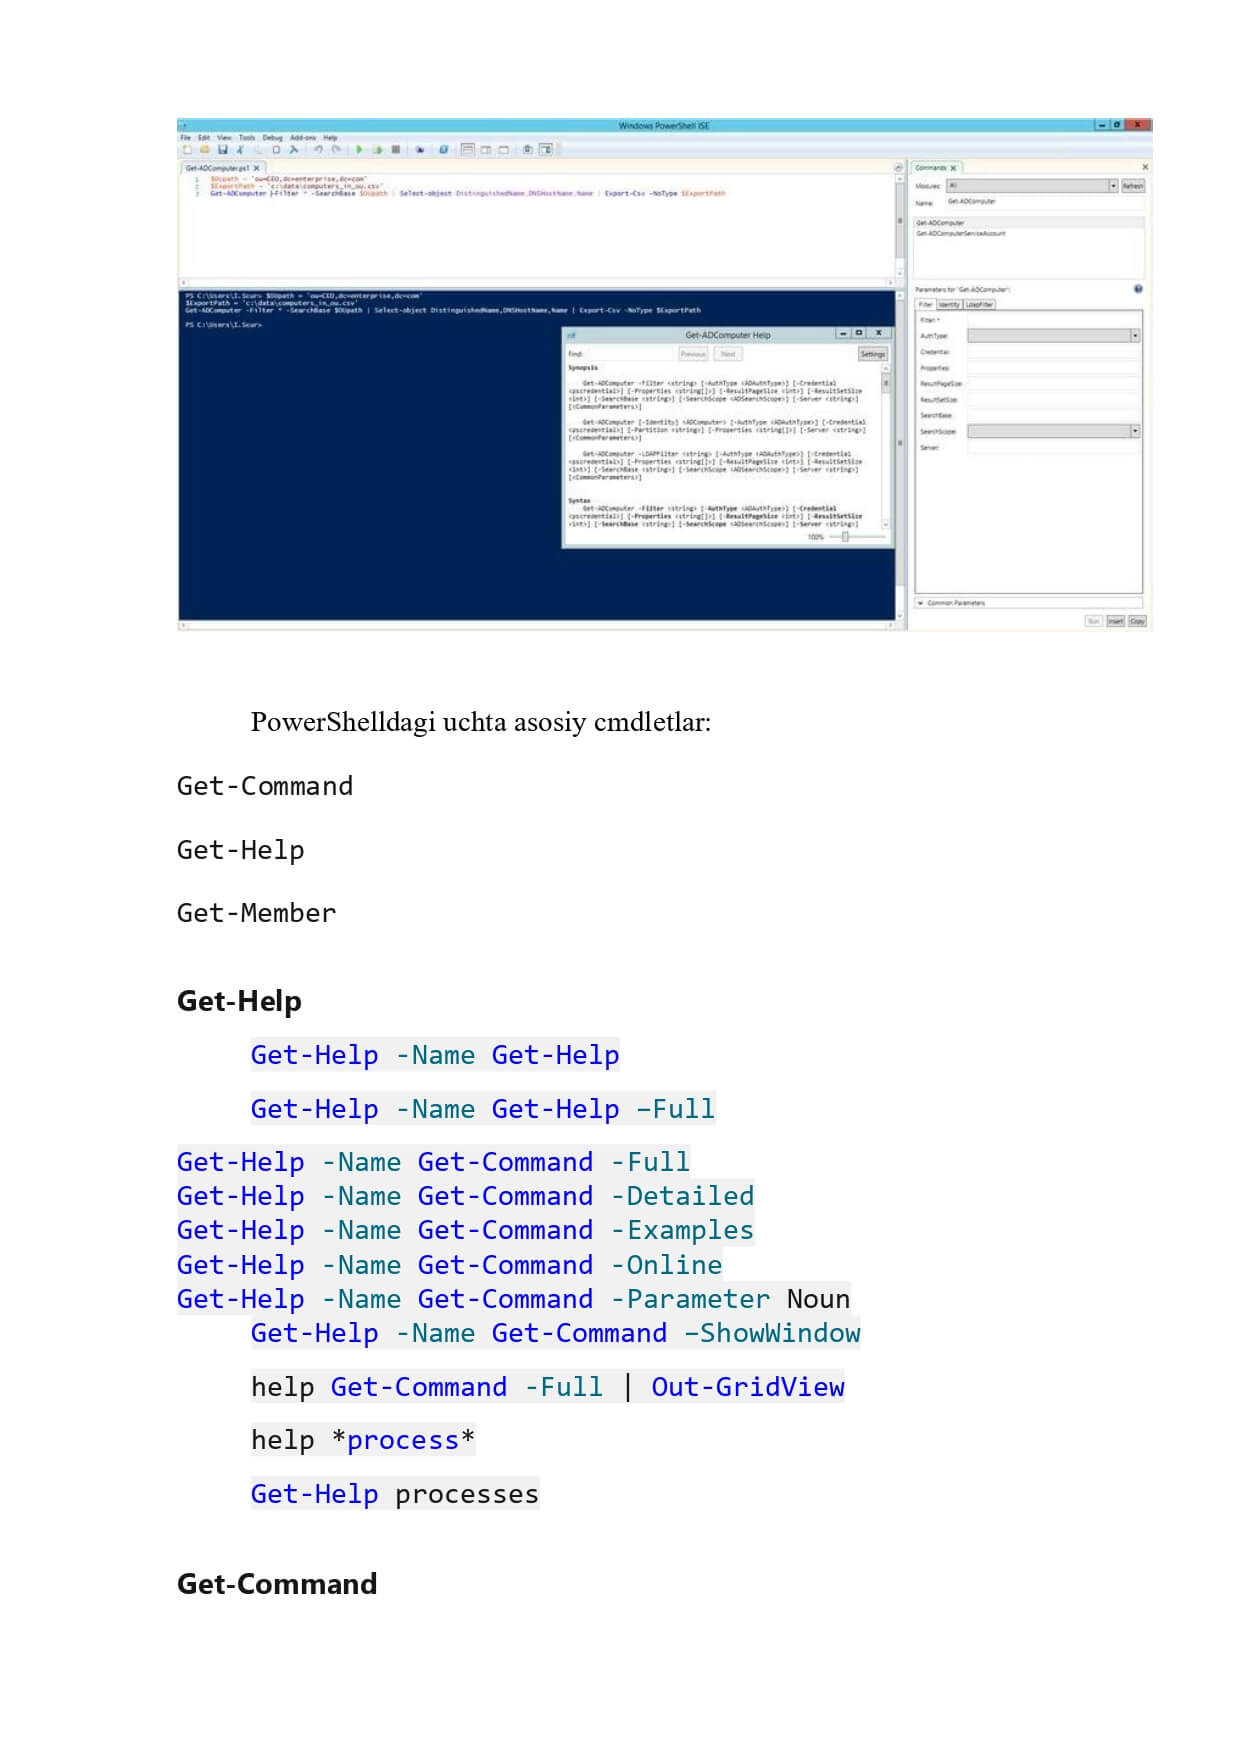 Windows PowerShell ISE
File Edit View Tools Debug Add-ons Help
Get-ADComputer.ps1 X
1 $OUpath = 'ou=CEO,dc=enterprise,dc=com'
2 $ExportPath = 'c:\data\computers_in_ou.csv'
3 Get-ADComputer -Filter * -SearchBase $OUpath | Select-object DistinguishedName,DNSHostName,Name | Export-Csv -NoType $ExportPath
PS C:\Users\I.Scur> $OUpath = 'ou=CEO,dc=enterprise,dc=com'
$ExportPath = 'c:\data\computers_in_ou.csv'
Get-ADComputer -Filter * -SearchBase $OUpath | Select-object DistinguishedName,DNSHostName,Name | Export-Csv -NoType $ExportPath
PS C:\Users\I.Scur>
Get-ADComputer Help
Find: Previous Next Settings
Synopsis
Get-ADComputer -Filter <string> [-AuthType <ADAuthType>] [-Credential
<pscredential>] [-Properties <string[]>] [-ResultPageSize <int>] [-ResultSetSize
<int>] [-SearchBase <string>] [-SearchScope <ADSearchScope>] [-Server <string>]
[<CommonParameters>]
Get-ADComputer [-Identity] <ADComputer> [-AuthType <ADAuthType>] [-Credential
<pscredential>] [-Partition <string>] [-Properties <string[]>] [-Server <string>]
[<CommonParameters>]
Get-ADComputer -LDAPFilter <string> [-AuthType <ADAuthType>] [-Credential
<pscredential>] [-Properties <string[]>] [-ResultPageSize <int>] [-ResultSetSize
<int>] [-SearchBase <string>] [-SearchScope <ADSearchScope>] [-Server <string>]
[<CommonParameters>]
Syntax
Get-ADComputer -Filter <string> [-AuthType <ADAuthType>] [-Credential
<pscredential>] [-Properties <string[]>] [-ResultPageSize <int>] [-ResultSetSize
<int>] [-SearchBase <string>] [-SearchScope <ADSearchScope>] [-Server <string>]
100%
Commands X
Modules: All Refresh
Name: Get-ADComputer
Get-ADComputer
Get-ADComputerServiceAccount
Parameters for "Get-ADComputer":
Filter Identity LdapFilter
Filter: *
AuthType:
Credential:
Properties:
ResultPageSize:
ResultSetSize:
SearchBase:
SearchScope:
Server:
Common Parameters
Run Insert Copy
PowerShelldagi uchta asosiy cmdletlar:
Get-Command
Get-Help
Get-Member
Get-Help
Get-Help -Name Get-Help
Get-Help -Name Get-Help –Full
Get-Help -Name Get-Command -Full
Get-Help -Name Get-Command -Detailed
Get-Help -Name Get-Command -Examples
Get-Help -Name Get-Command -Online
Get-Help -Name Get-Command -Parameter Noun
Get-Help -Name Get-Command –ShowWindow
help Get-Command -Full | Out-GridView
help *process*
Get-Help processes
Get-Command